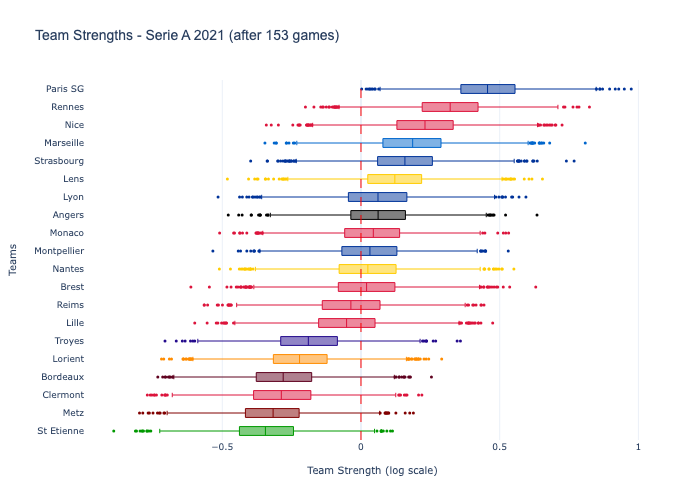 Team Strengths - Serie A 2021 (after 153 games)
Paris SG
Rennes
Nice
Marseille
Strasbourg
Lens
Lyon
Angers
Monaco
Montpellier
Nantes
Brest
Reims
Lille
Troyes
Lorient
Bordeaux
Clermont
Metz
St Etienne
Teams
−0.5
0
0.5
1
Team Strength (log scale)